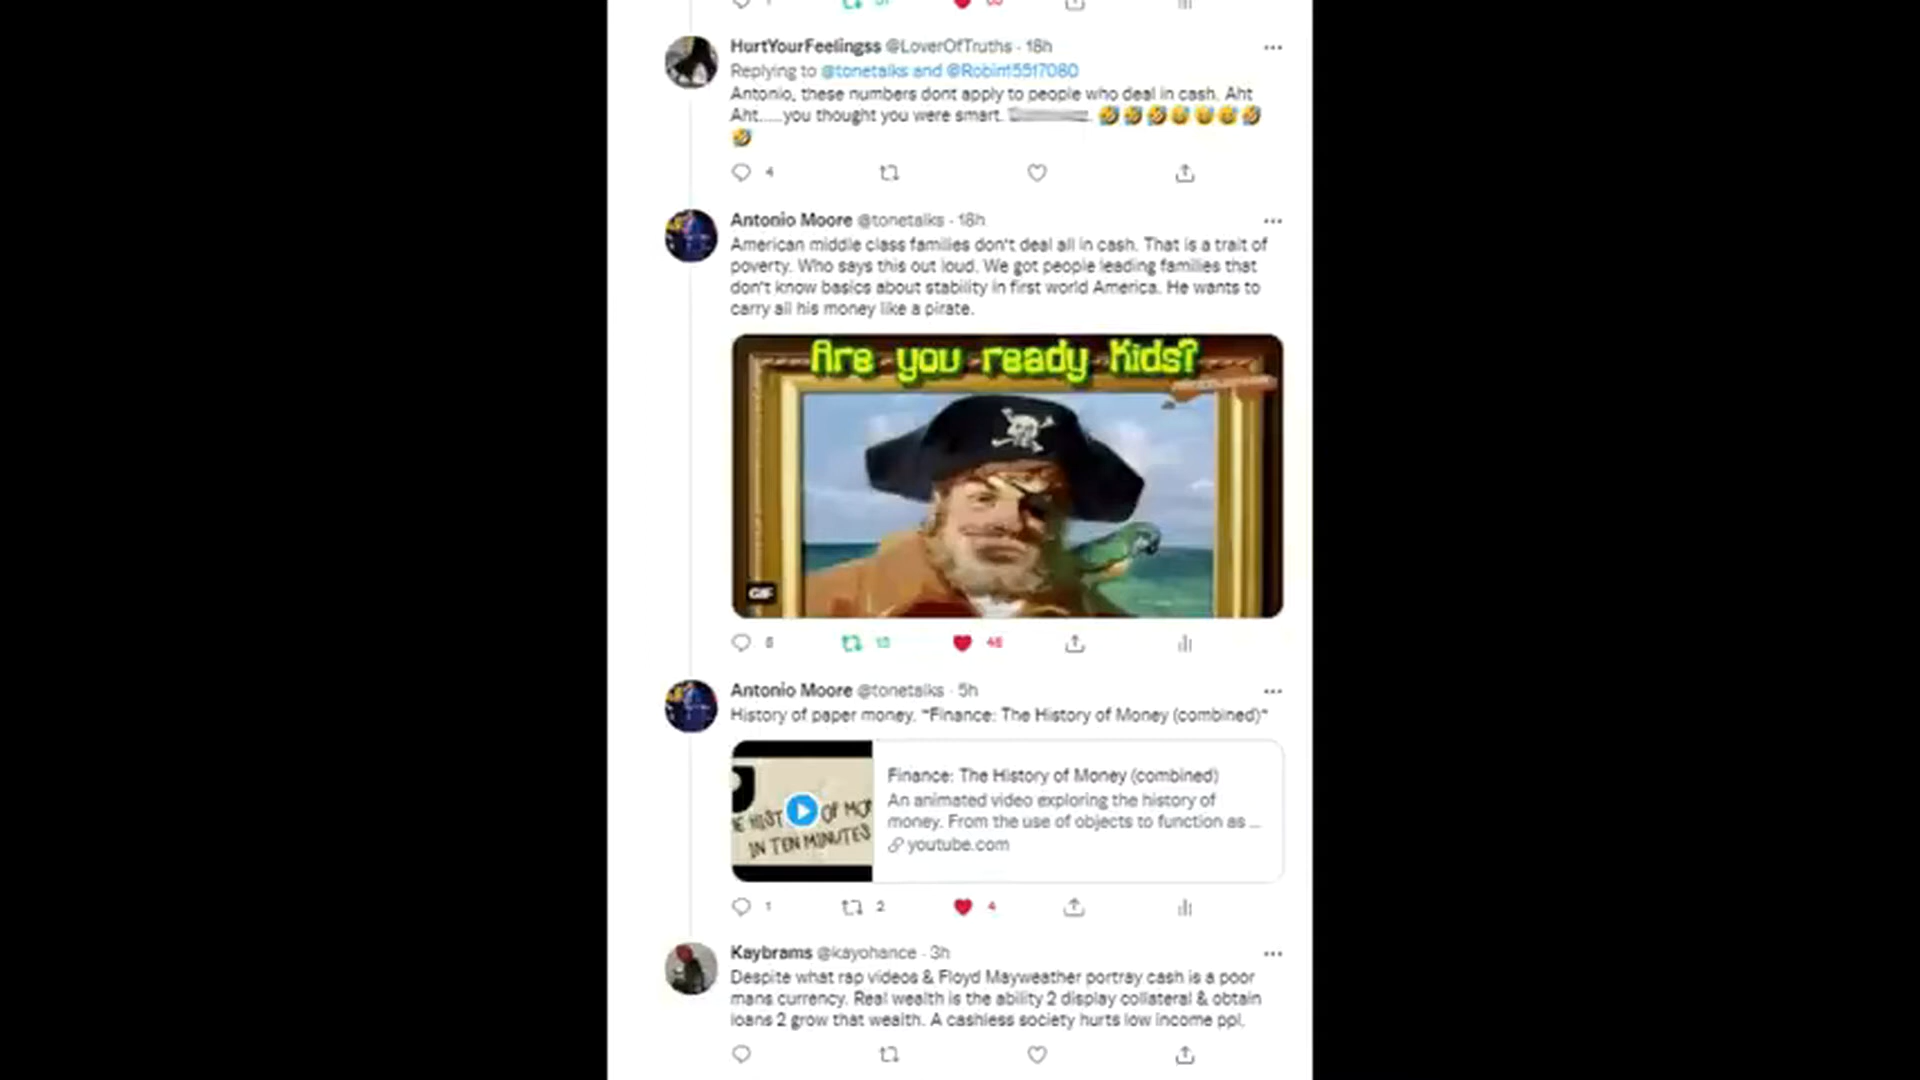 HurtYourFeelingss @LoverOfTruths · 18h
Replying to @tonetalks and @Robin15517080
Antonio, these numbers dont apply to people who deal in cash. Aht
Aht.....you thought you were smart.
4
Antonio Moore @tonetalks · 18h
American middle class families don't deal all in cash. That is a trait of
poverty. Who says this out loud. We got people leading families that
don't know basics about stability in first world America. He wants to
carry all his money like a pirate.
Are you ready Kids?
GIF
Antonio Moore @tonetalks · 5h
History of paper money. "Finance: The History of Money (combined)"
HIST OF MO
IN TEN MINUTES
Finance: The History of Money (combined)
An animated video exploring the history of
money. From the use of objects to function as ...
youtube.com
1 2 4
Kaybrams @kayohance · 3h
Despite what rap videos & Floyd Mayweather portray cash is a poor
mans currency. Real wealth is the ability 2 display collateral & obtain
loans 2 grow that wealth. A cashless society hurts low income ppl,